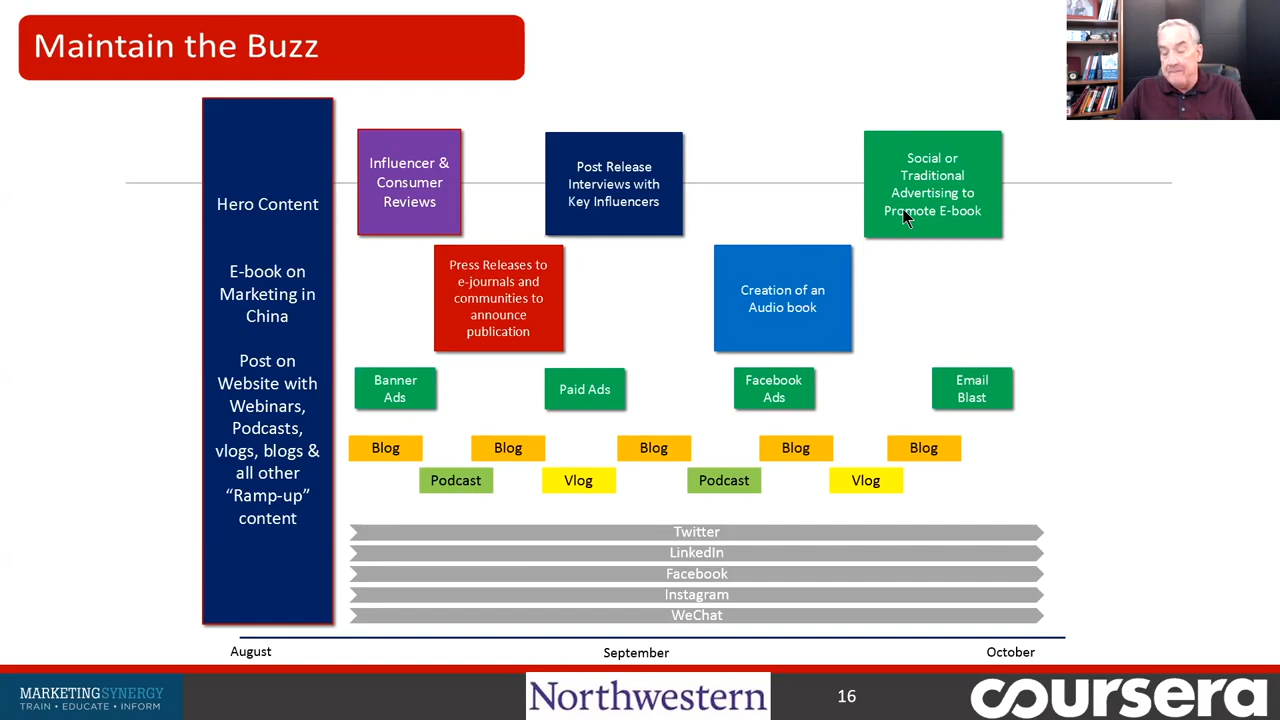 Maintain the Buzz
Hero Content
E-book on
Marketing in
China
Post on
Website with
Webinars,
Podcasts,
vlogs, blogs &
all other
“Ramp-up”
content
Influencer &
Consumer
Reviews
Post Release
Interviews with
Key Influencers
Social or
Traditional
Advertising to
Promote E-book
Press Releases to
e-journals and
communities to
announce
publication
Creation of an
Audio book
Banner
Ads
Paid Ads
Facebook
Ads
Email
Blast
Blog
Blog
Blog
Blog
Blog
Podcast
Vlog
Podcast
Vlog
Twitter
LinkedIn
Facebook
Instagram
WeChat
August
September
October
MARKETINGSYNERGY
TRAIN • EDUCATE • INFORM
Northwestern
16
coursera